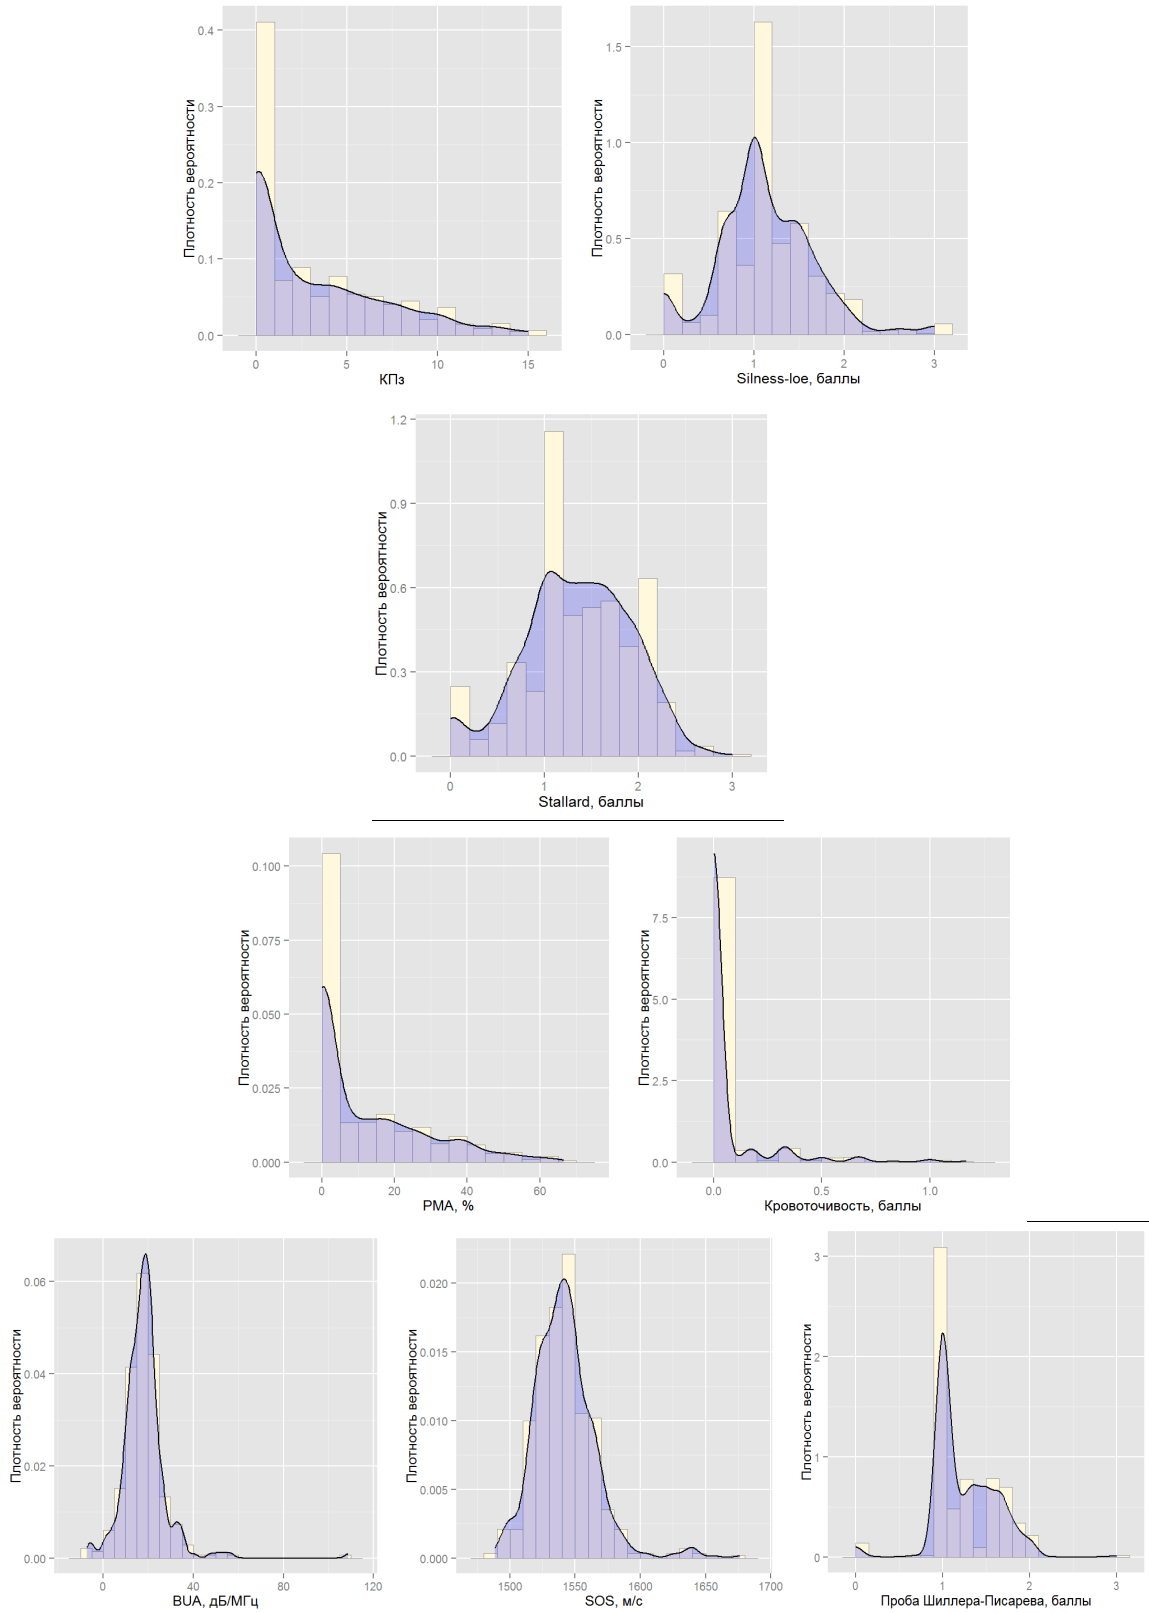 Плотность вероятности
0.4
0.3
0.2
0.1
0.0
0 5 10 15
КПз
Плотность вероятности
1.5
1.0
0.5
0.0
0 1 2 3
Silness-loe, баллы
Плотность вероятности
1.2
0.9
0.6
0.3
0.0
0 1 2 3
Stallard, баллы
Плотность вероятности
0.100
0.075
0.050
0.025
0.000
0 20 40 60
PMA, %
Плотность вероятности
7.5
5.0
2.5
0.0
0.0 0.5 1.0
Кровоточивость, баллы
Плотность вероятности
0.06
0.04
0.02
0.00
0 40 80 120
BUA, дБ/МГц
Плотность вероятности
0.020
0.015
0.010
0.005
0.000
1500 1550 1600 1650 1700
SOS, м/с
Плотность вероятности
3
2
1
0
0 1 2 3
Проба Шиллера-Писарева, баллы